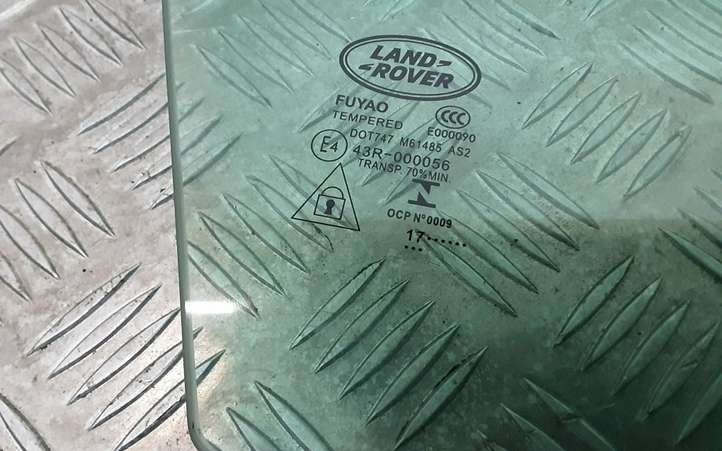 LAND
ROVER
FUYAO
TEMPERED
CCC
E000090
DOT747 M61485 AS2
E4 43R-000056
TRANSP. 70%MIN.
OCP N°0009
17.......
...